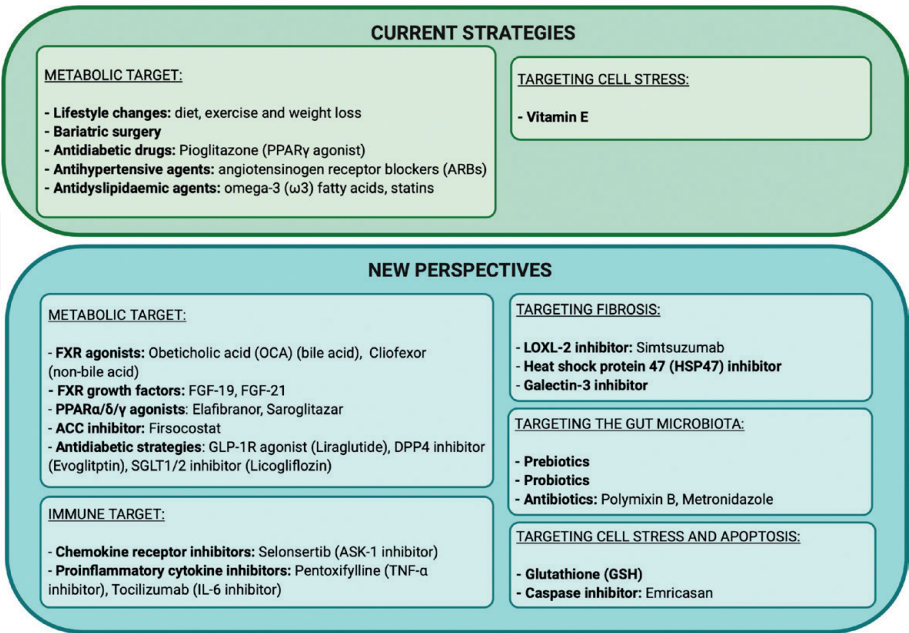 CURRENT STRATEGIES
METABOLIC TARGET:
- Lifestyle changes: diet, exercise and weight loss
- Bariatric surgery
- Antidiabetic drugs: Pioglitazone (PPARγ agonist)
- Antihypertensive agents: angiotensinogen receptor blockers (ARBs)
- Antidyslipidaemic agents: omega-3 (ω3) fatty acids, statins
TARGETING CELL STRESS:
- Vitamin E
NEW PERSPECTIVES
METABOLIC TARGET:
- FXR agonists: Obeticholic acid (OCA) (bile acid), Cliofexor
(non-bile acid)
- FXR growth factors: FGF-19, FGF-21
- PPARα/δ/γ agonists: Elafibranor, Saroglitazar
- ACC inhibitor: Firsocostat
- Antidiabetic strategies: GLP-1R agonist (Liraglutide), DPP4 inhibitor
(Evoglitptin), SGLT1/2 inhibitor (Licogliflozin)
IMMUNE TARGET:
- Chemokine receptor inhibitors: Selonsertib (ASK-1 inhibitor)
- Proinflammatory cytokine inhibitors: Pentoxifylline (TNF-α
inhibitor), Tocilizumab (IL-6 inhibitor)
TARGETING FIBROSIS:
- LOXL-2 inhibitor: Simtsuzumab
- Heat shock protein 47 (HSP47) inhibitor
- Galectin-3 inhibitor
TARGETING THE GUT MICROBIOTA:
- Prebiotics
- Probiotics
- Antibiotics: Polymixin B, Metronidazole
TARGETING CELL STRESS AND APOPTOSIS:
- Glutathione (GSH)
- Caspase inhibitor: Emricasan